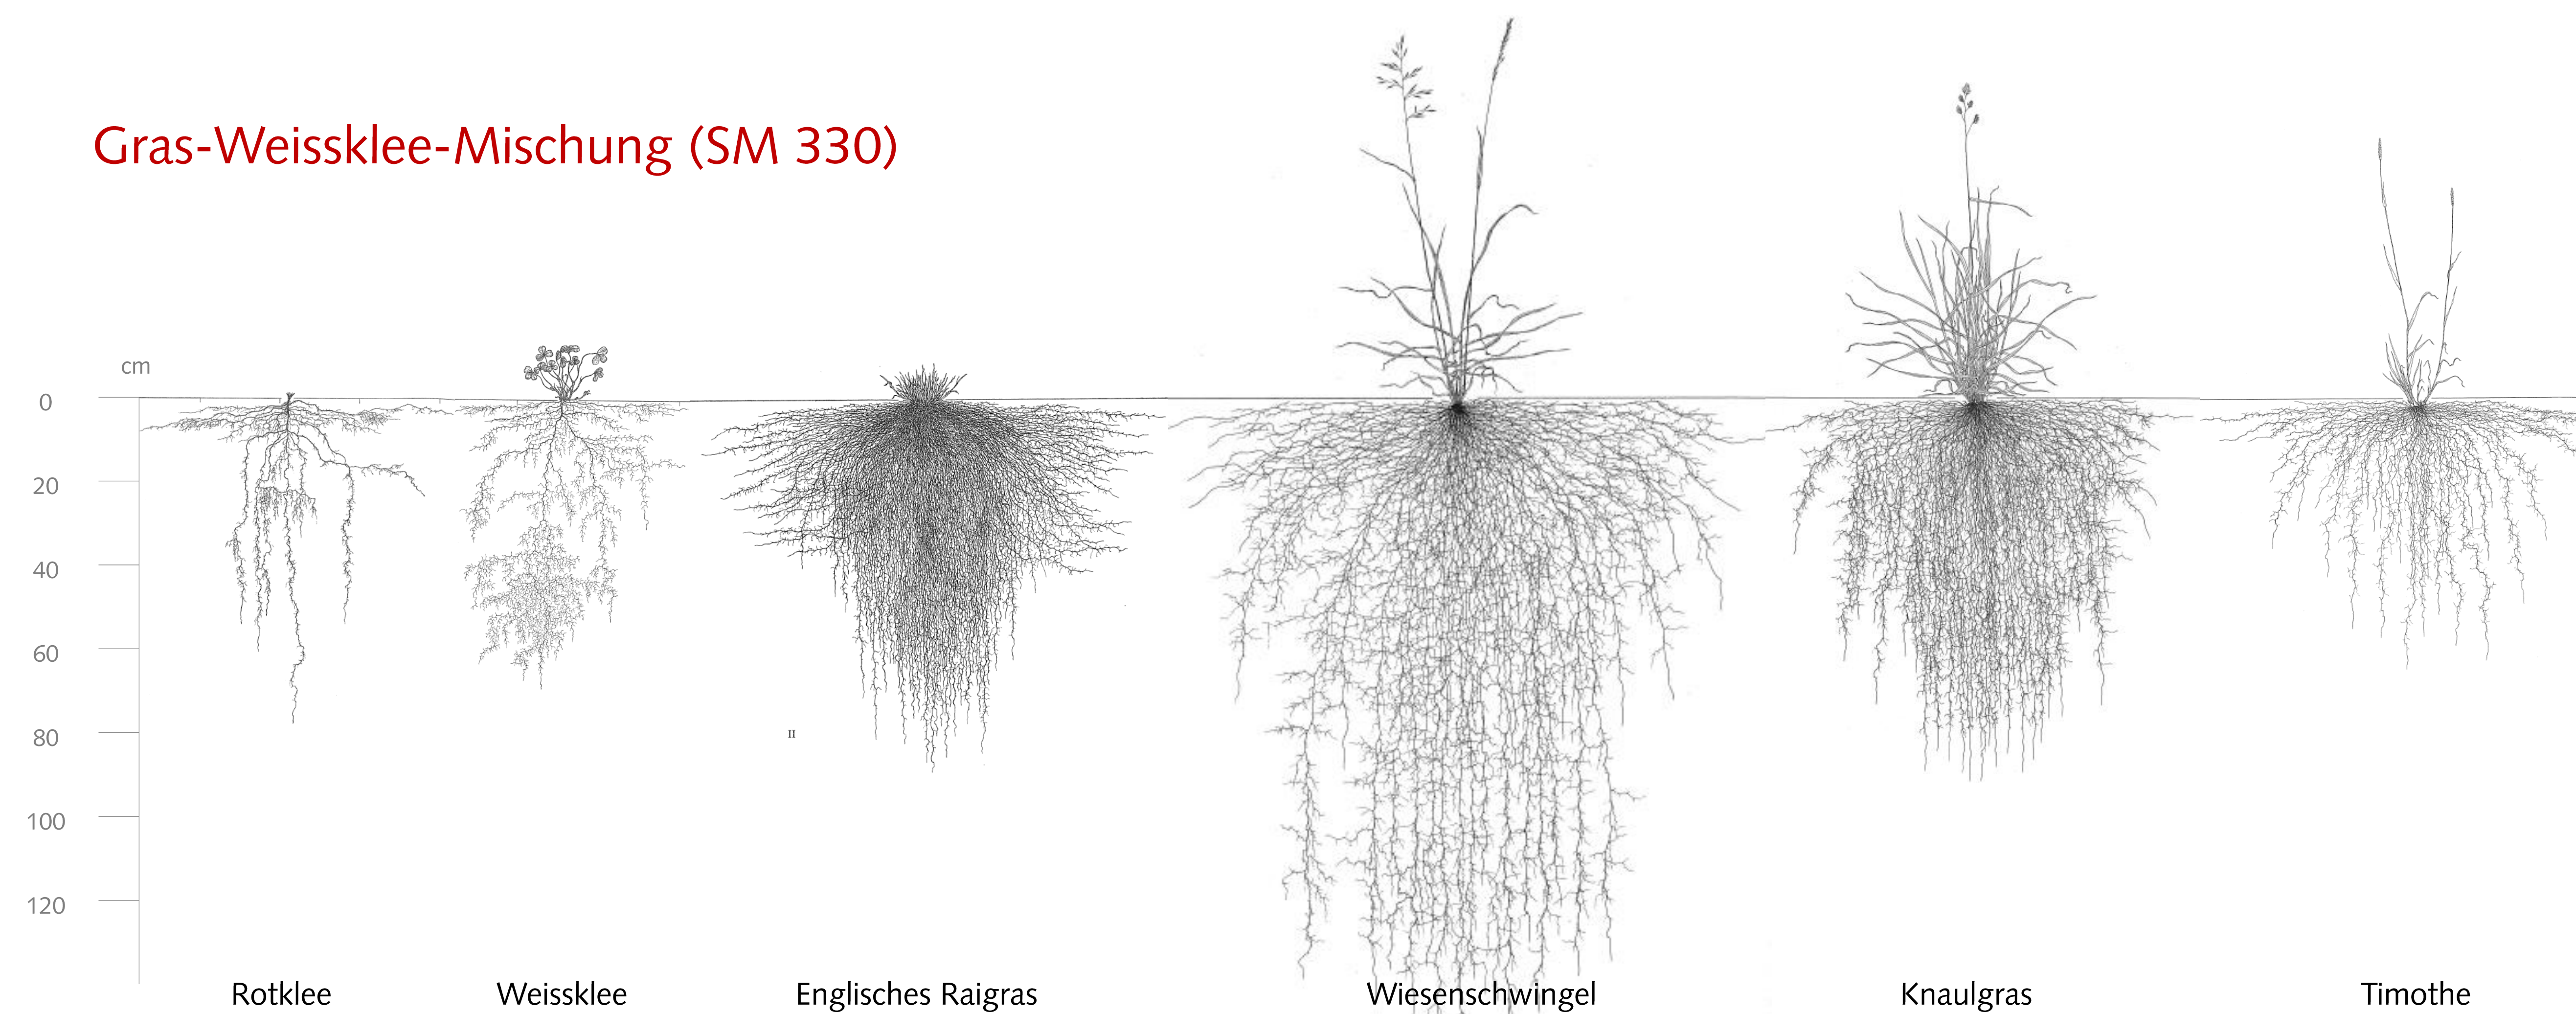 Gras-Weissklee-Mischung (SM 330)
cm
0
20
40
60
80
100
120
II
Rotklee
Weissklee
Englisches Raigras
Wiesenschwingel
Knaulgras
Timothe